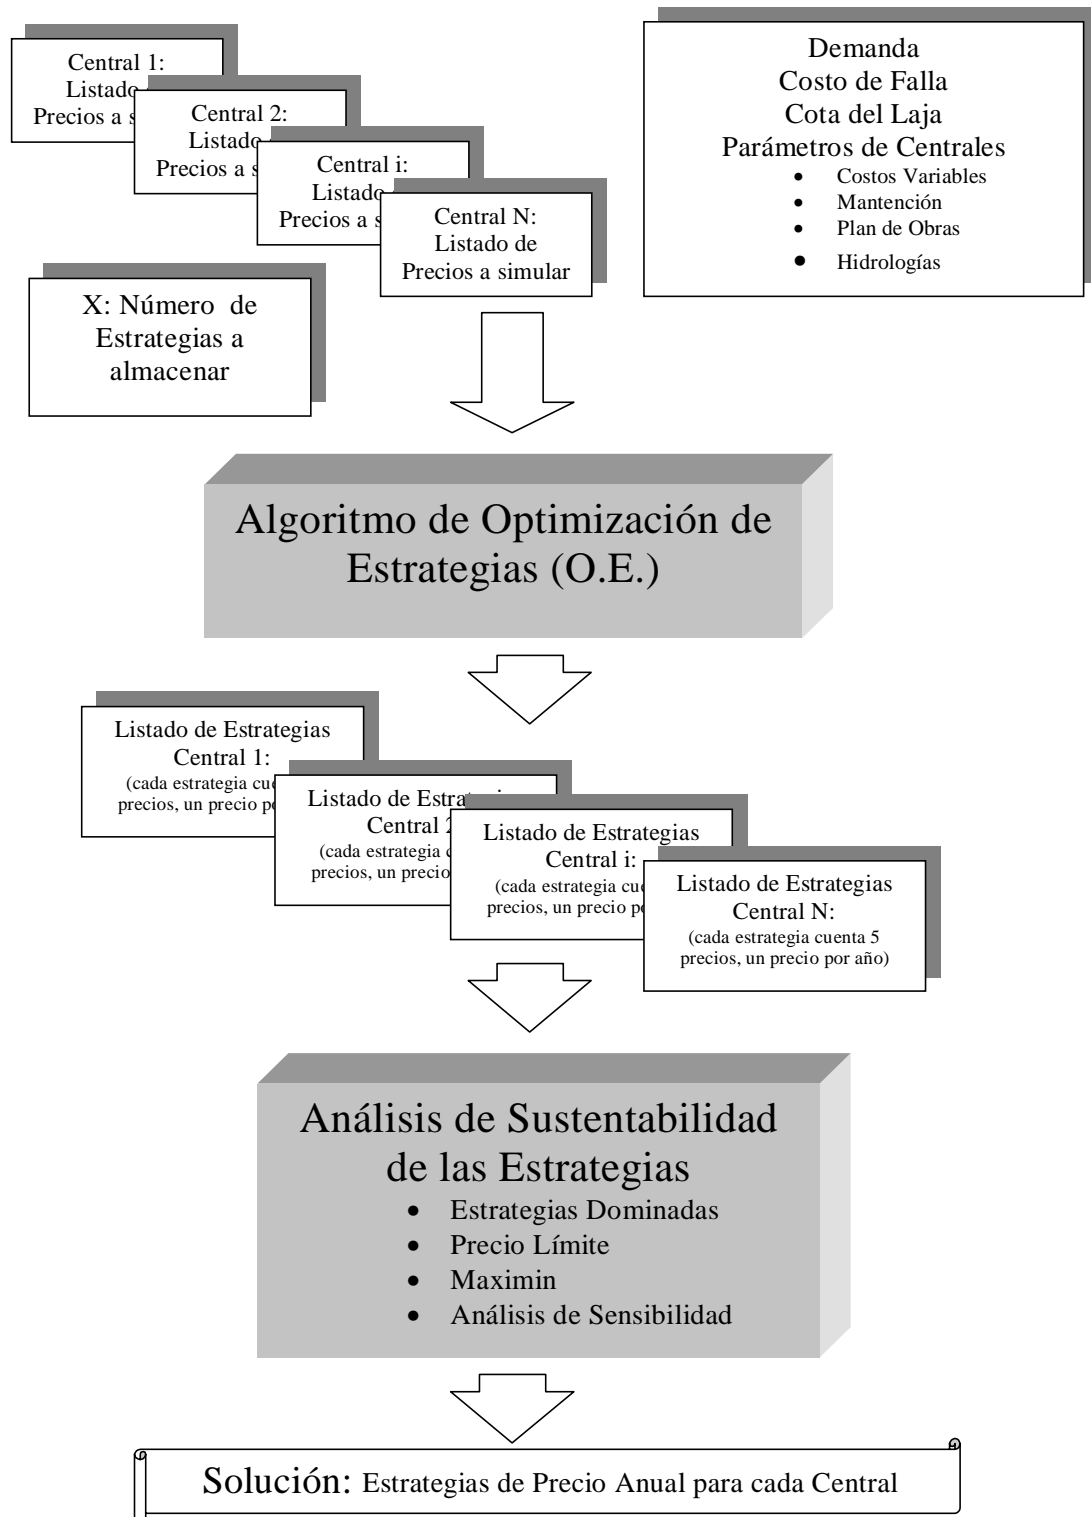 Central 1:
Listado
Precios a s
Central 2:
Listado
Precios a s
Central i:
Listado
Precios a s
Central N:
Listado de
Precios a simular
Demanda
Costo de Falla
Cota del Laja
Parámetros de Centrales
• Costos Variables
• Mantención
• Plan de Obras
• Hidrologías
X: Número de
Estrategias a
almacenar
Algoritmo de Optimización de
Estrategias (O.E.)
Listado de Estrategias
Central 1:
(cada estrategia cue
precios, un precio po
Listado de Estrat
Central 2
(cada estrategia c
precios, un precio
Listado de Estrategias
Central i:
(cada estrategia cue
precios, un precio po
Listado de Estrategias
Central N:
(cada estrategia cuenta 5
precios, un precio por año)
Análisis de Sustentabilidad
de las Estrategias
• Estrategias Dominadas
• Precio Límite
• Maximin
• Análisis de Sensibilidad
Solución: Estrategias de Precio Anual para cada Central